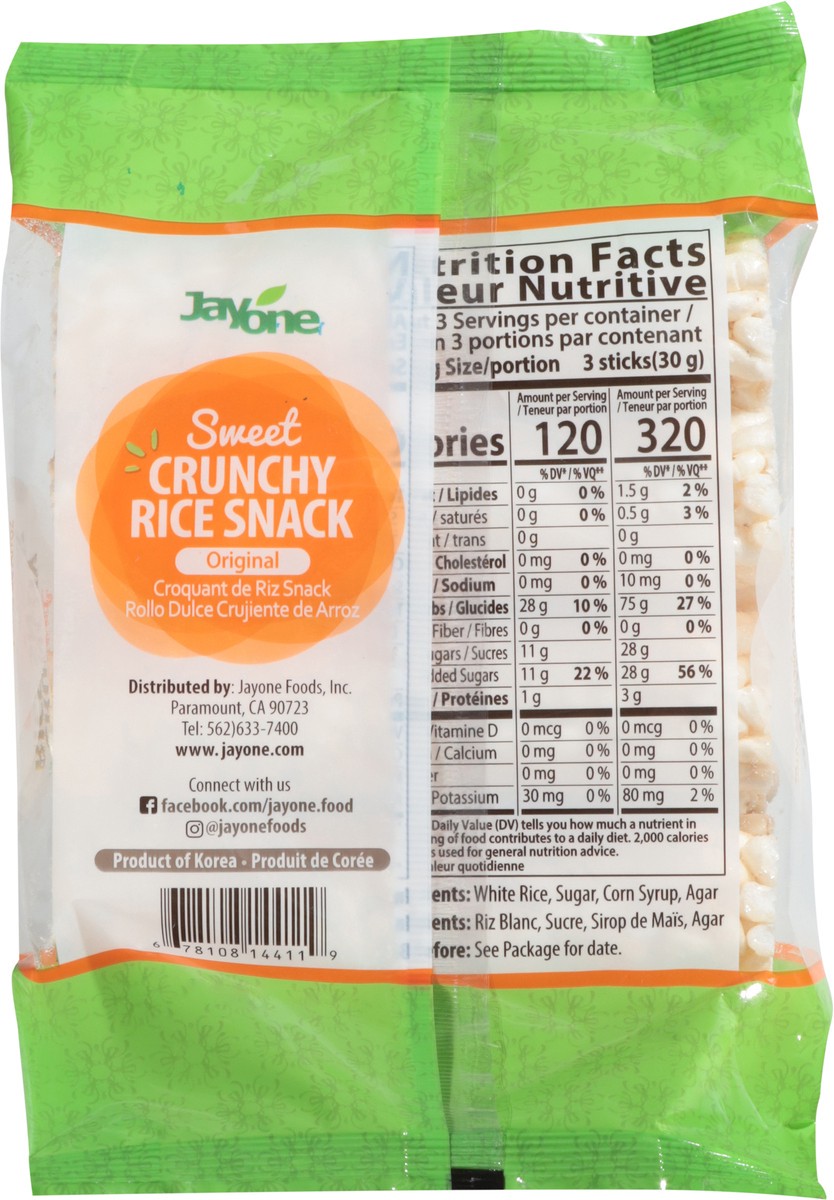 Jayone
Sweet
CRUNCHY
RICE SNACK
Original
Croquant de Riz Snack
Rollo Dulce Crujiente de Arroz
Distributed by: Jayone Foods, Inc.
Paramount, CA 90723
Tel: 562)633-7400
www.jayone.com
Connect with us
facebook.com/jayone.food
@jayonefoods
Product of Korea • Produit de Corée
6 78108 14411 9
trition Facts
eur Nutritive
3 Servings per container /
n 3 portions par contenant
g Size/portion 3 sticks(30 g)
Amount per Serving Amount per Serving
/ Teneur par portion / Teneur par portion
ories 120 320
% DV* / % VQ** % DV* / % VQ**
/ Lipides 0 g 0 % 1.5 g 2 %
/ saturés 0 g 0 % 0.5 g 3 %
t / trans 0 g 0 g
Cholestérol 0 mg 0 % 0 mg 0 %
/ Sodium 0 mg 0 % 10 mg 0 %
bs / Glucides 28 g 10 % 75 g 27 %
Fiber / Fibres 0 g 0 % 0 g 0 %
gars / Sucres 11 g 28 g
ded Sugars 11 g 22 % 28 g 56 %
/ Protéines 1 g 3 g
Vitamine D 0 mcg 0 % 0 mcg 0 %
/ Calcium 0 mg 0 % 0 mg 0 %
r 0 mg 0 % 0 mg 0 %
Potassium 30 mg 0 % 80 mg 2 %
Daily Value (DV) tells you how much a nutrient in
ng of food contributes to a daily diet. 2,000 calories
s used for general nutrition advice.
leur quotidienne
ents: White Rice, Sugar, Corn Syrup, Agar
ents: Riz Blanc, Sucre, Sirop de Maïs, Agar
fore: See Package for date.